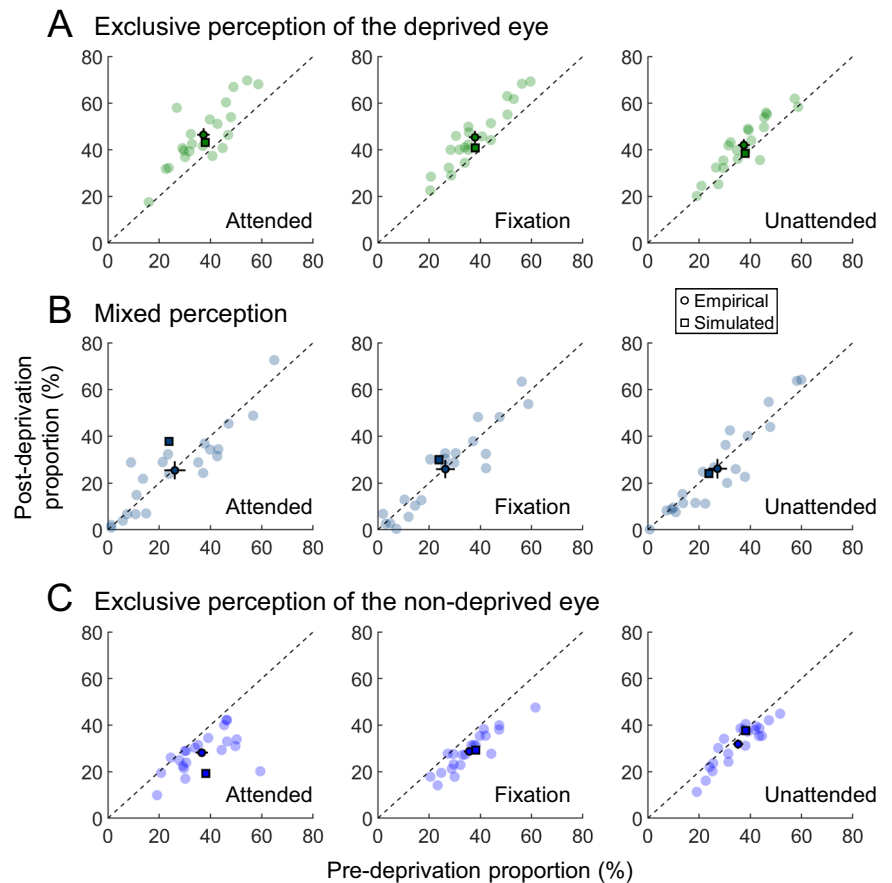 A Exclusive perception of the deprived eye
80
60
40
20
0
0 20 40 60 80
Attended
80
60
40
20
0
0 20 40 60 80
Fixation
80
60
40
20
0
0 20 40 60 80
Unattended
B Mixed perception
Empirical
Simulated
Post-deprivation
proportion (%)
80
60
40
20
0
0 20 40 60 80
Attended
80
60
40
20
0
0 20 40 60 80
Fixation
80
60
40
20
0
0 20 40 60 80
Unattended
C Exclusive perception of the non-deprived eye
80
60
40
20
0
0 20 40 60 80
Attended
80
60
40
20
0
0 20 40 60 80
Fixation
80
60
40
20
0
0 20 40 60 80
Unattended
Pre-deprivation proportion (%)